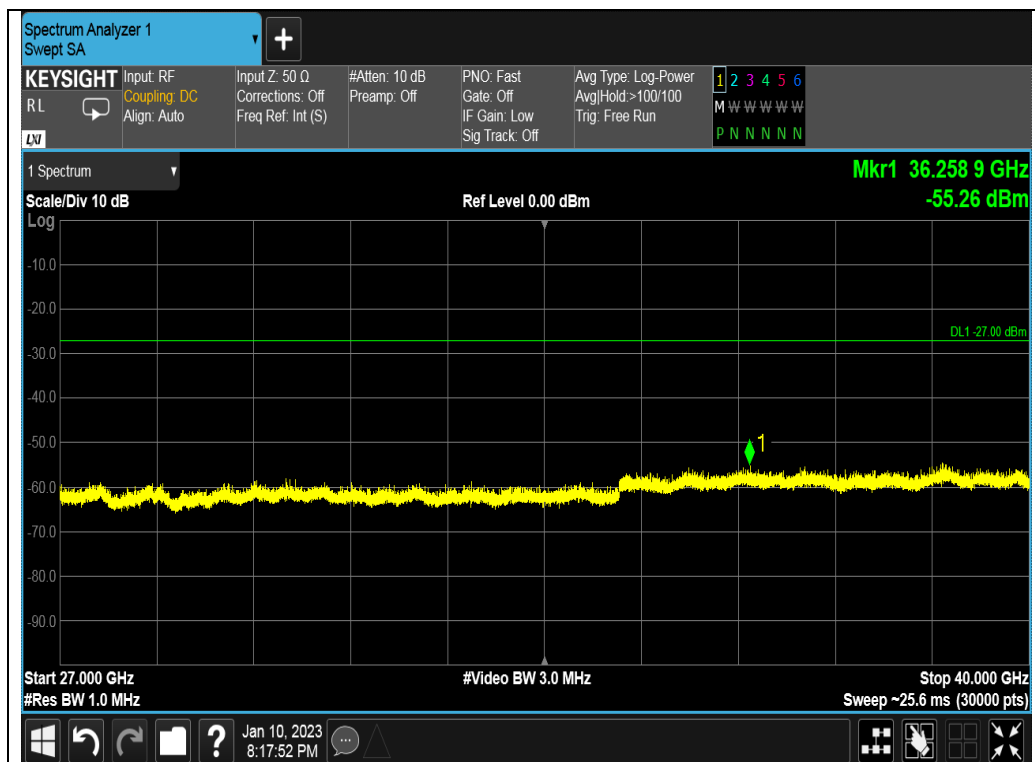 Spectrum Analyzer 1
Swept SA
KEYSIGHT
R L
LXI
Input: RF
Coupling: DC
Align: Auto
Input Z: 50 Ω
Corrections: Off
Freq Ref: Int (S)
#Atten: 10 dB
Preamp: Off
PNO: Fast
Gate: Off
IF Gain: Low
Sig Track: Off
Avg Type: Log-Power
Avg|Hold:>100/100
Trig: Free Run
1 2 3 4 5 6
M W W W W W
P N N N N N
1 Spectrum
Mkr1 36.258 9 GHz
-55.26 dBm
Scale/Div 10 dB
Ref Level 0.00 dBm
Log
-10.0
-20.0
DL1 -27.00 dBm
-30.0
-40.0
-50.0
1
-60.0
-70.0
-80.0
-90.0
Start 27.000 GHz
#Video BW 3.0 MHz
Stop 40.000 GHz
#Res BW 1.0 MHz
Sweep ~25.6 ms (30000 pts)
?
Jan 10, 2023
8:17:52 PM